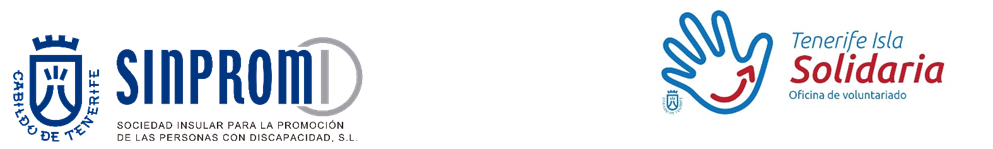 CABILDO DE TENERIFE
SINPROMI
SOCIEDAD INSULAR PARA LA PROMOCIÓN
DE LAS PERSONAS CON DISCAPACIDAD, S.L.
Tenerife Isla
Solidaria
Oficina de voluntariado